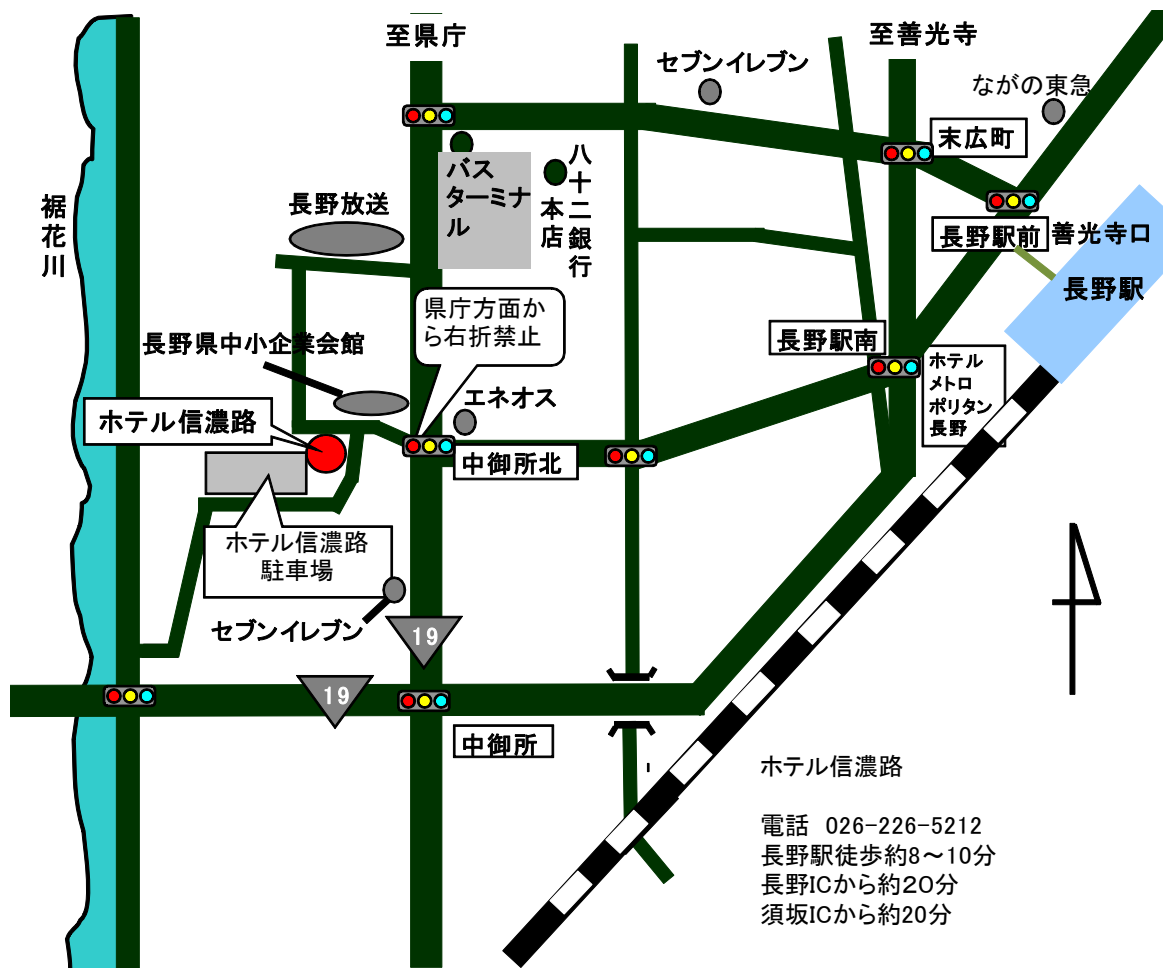 至県庁
至善光寺
セブンイレブン
ながの東急
末広町
バス
ターミナ
ル
八十二銀行
本店
長野放送
裾花川
長野駅前
善光寺口
長野駅
県庁方面か
ら右折禁止
長野駅南
長野県中小企業会館
ホテル
メトロ
ポリタン
長野
エネオス
ホテル信濃路
中御所北
ホテル信濃路
駐車場
セブンイレブン
19
19
中御所
ホテル信濃路
電話 026-226-5212
長野駅徒歩約8～10分
長野ICから約２０分
須坂ICから約20分